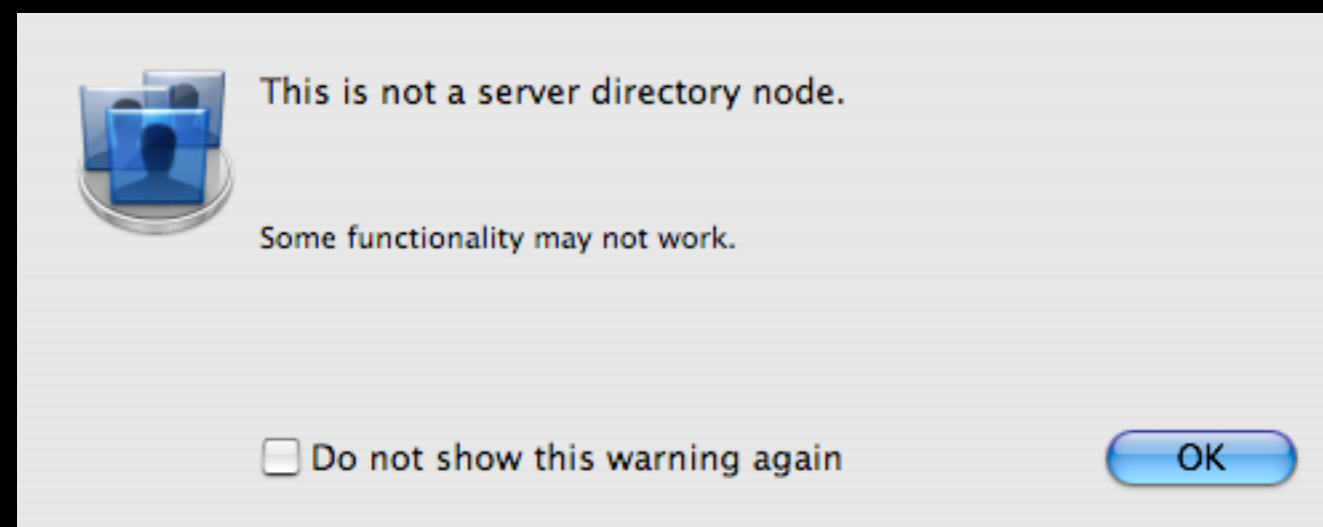 This is not a server directory node.
Some functionality may not work.
Do not show this warning again
OK